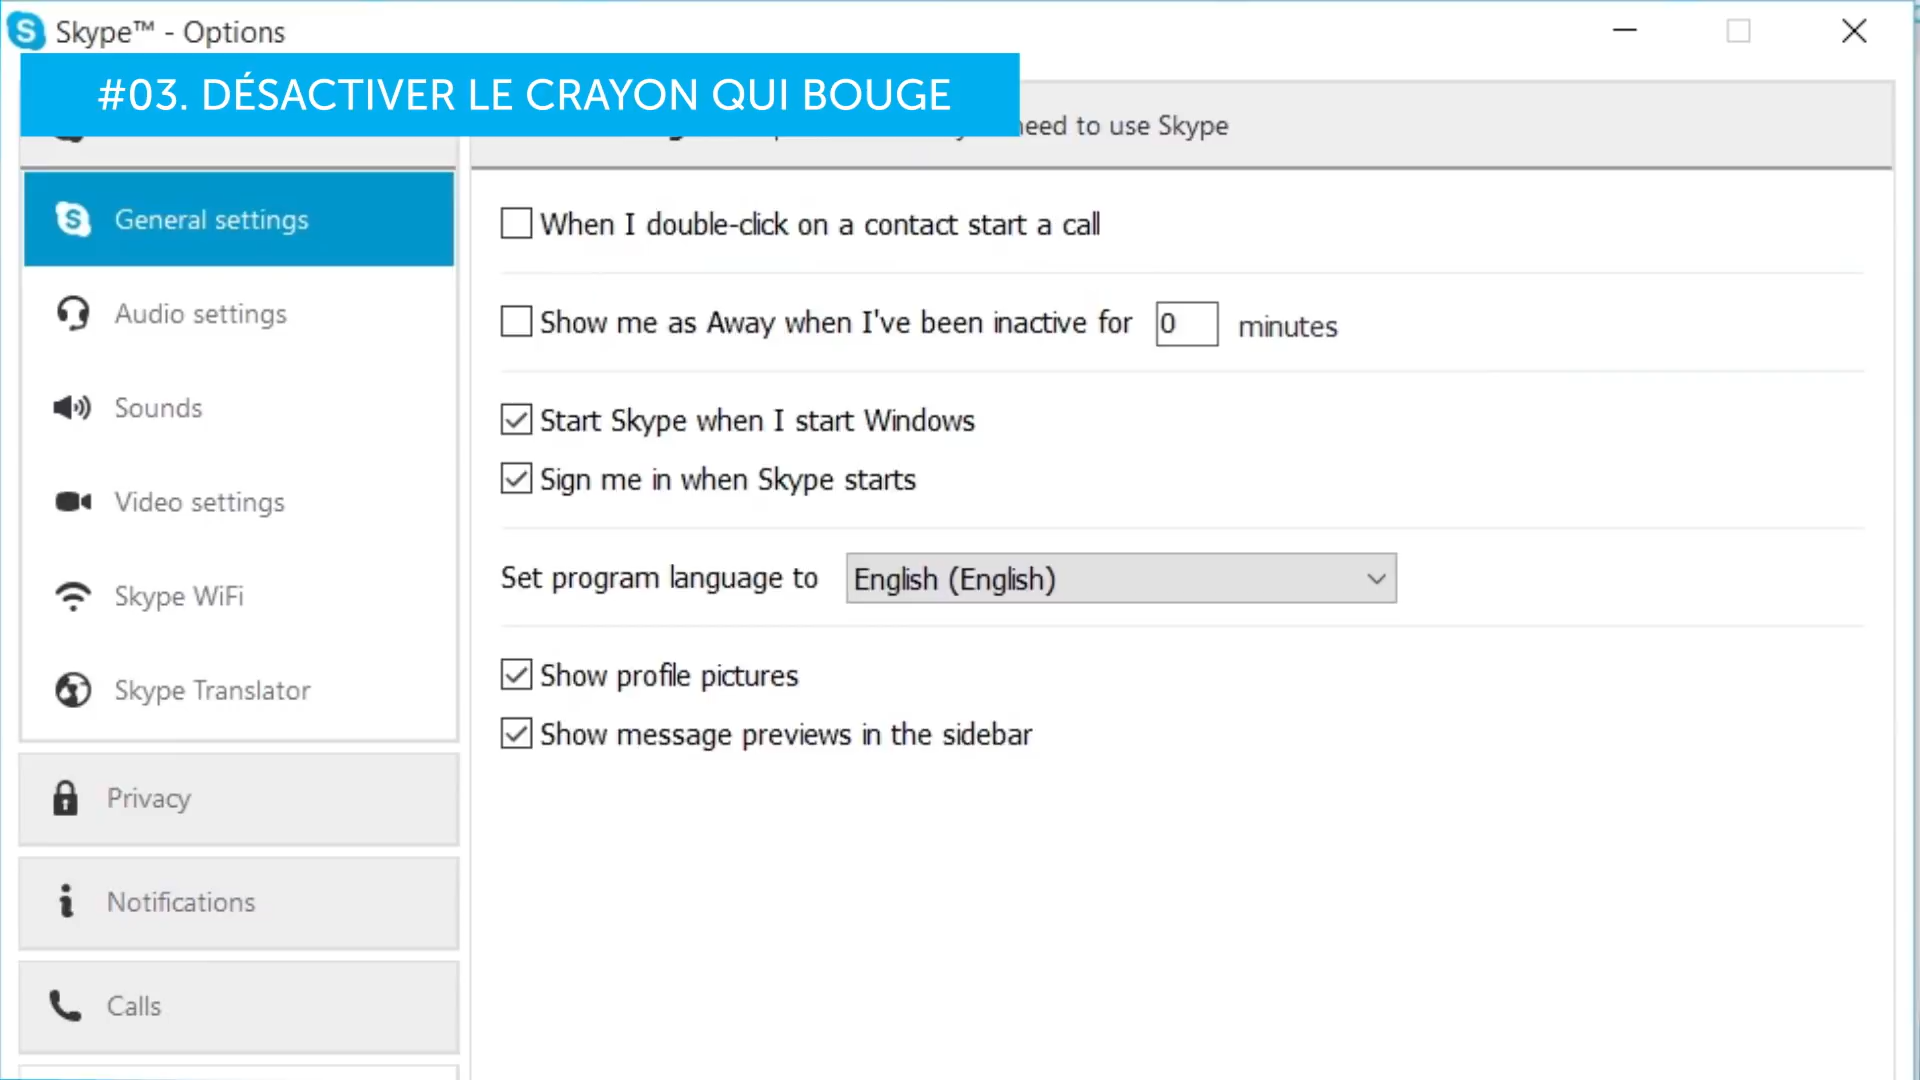 Skype™ - Options
#03. DÉSACTIVER LE CRAYON QUI BOUGE
need to use Skype
General settings
Audio settings
Sounds
Video settings
Skype WiFi
Skype Translator
Privacy
Notifications
Calls
When I double-click on a contact start a call
Show me as Away when I've been inactive for 0 minutes
Start Skype when I start Windows
Sign me in when Skype starts
Set program language to English (English)
Show profile pictures
Show message previews in the sidebar